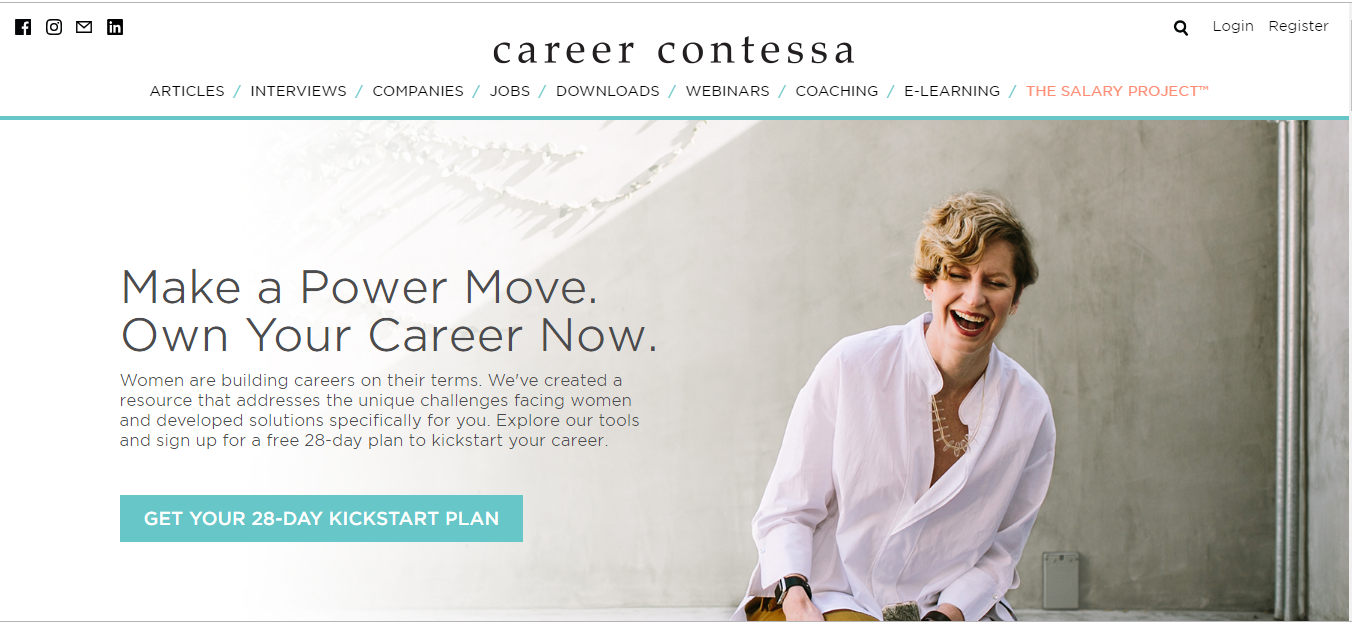 Login Register
career contessa
ARTICLES / INTERVIEWS / COMPANIES / JOBS / DOWNLOADS / WEBINARS / COACHING / E-LEARNING / THE SALARY PROJECT™
Make a Power Move.
Own Your Career Now.
Women are building careers on their terms. We've created a
resource that addresses the unique challenges facing women
and developed solutions specifically for you. Explore our tools
and sign up for a free 28-day plan to kickstart your career.
GET YOUR 28-DAY KICKSTART PLAN